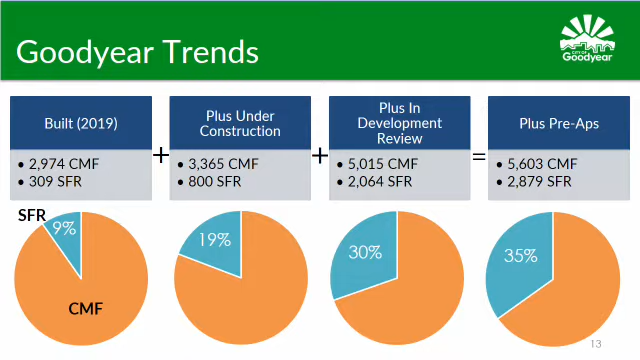 Goodyear Trends
CITY OF
Goodyear
Built (2019)
• 2,974 CMF
• 309 SFR
+
Plus Under
Construction
• 3,365 CMF
• 800 SFR
+
Plus In
Development
Review
• 5,015 CMF
• 2,064 SFR
=
Plus Pre-Aps
• 5,603 CMF
• 2,879 SFR
SFR
9%
CMF
19%
30%
35%
13